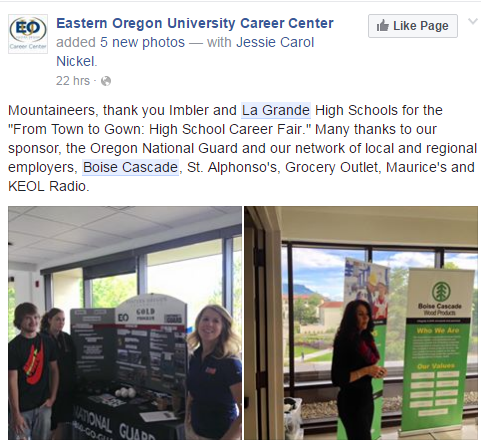 EO
Career Center
Eastern Oregon University Career Center
added 5 new photos — with Jessie Carol
Nickel.
22 hrs ·
Like Page
Mountaineers, thank you Imbler and La Grande High Schools for the
"From Town to Gown: High School Career Fair." Many thanks to our
sponsor, the Oregon National Guard and our network of local and regional
employers, Boise Cascade, St. Alphonso's, Grocery Outlet, Maurice's and
KEOL Radio.
GOLD
NATIONAL GUARD
Boise Cascade
Wood Products
Who We Are
Our Values